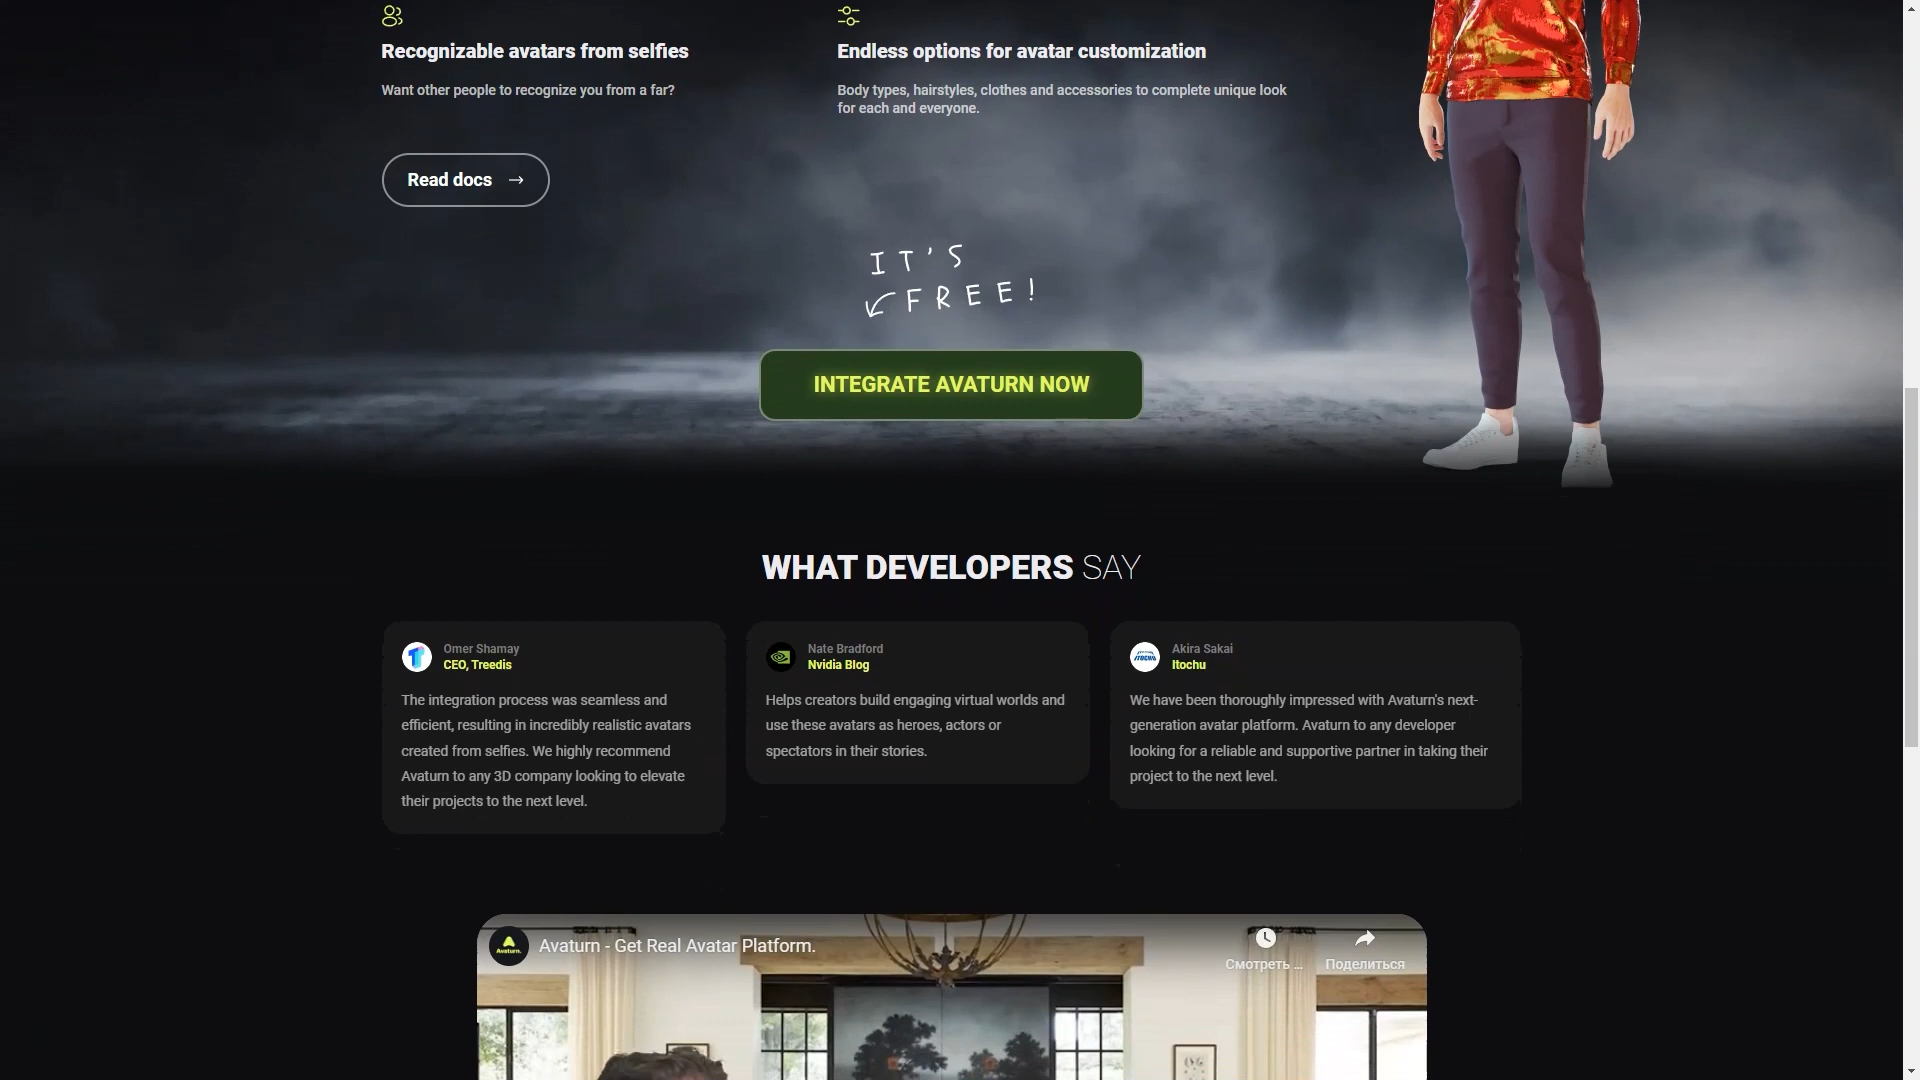 Recognizable avatars from selfies
Want other people to recognize you from a far?
Endless options for avatar customization
Body types, hairstyles, clothes and accessories to complete unique look
for each and everyone.
Read docs →
IT'S
FREE!
INTEGRATE AVATURN NOW
WHAT DEVELOPERS SAY
Omer Shamay
CEO, Treedis
The integration process was seamless and
efficient, resulting in incredibly realistic avatars
created from selfies. We highly recommend
Avaturn to any 3D company looking to elevate
their projects to the next level.
Nate Bradford
Nvidia Blog
Helps creators build engaging virtual worlds and
use these avatars as heroes, actors or
spectators in their stories.
ITOCHU
Akira Sakai
Itochu
We have been thoroughly impressed with Avaturn's next-
generation avatar platform. Avaturn to any developer
looking for a reliable and supportive partner in taking their
project to the next level.
Avaturn.
Avaturn - Get Real Avatar Platform.
Смотреть ...
Поделиться